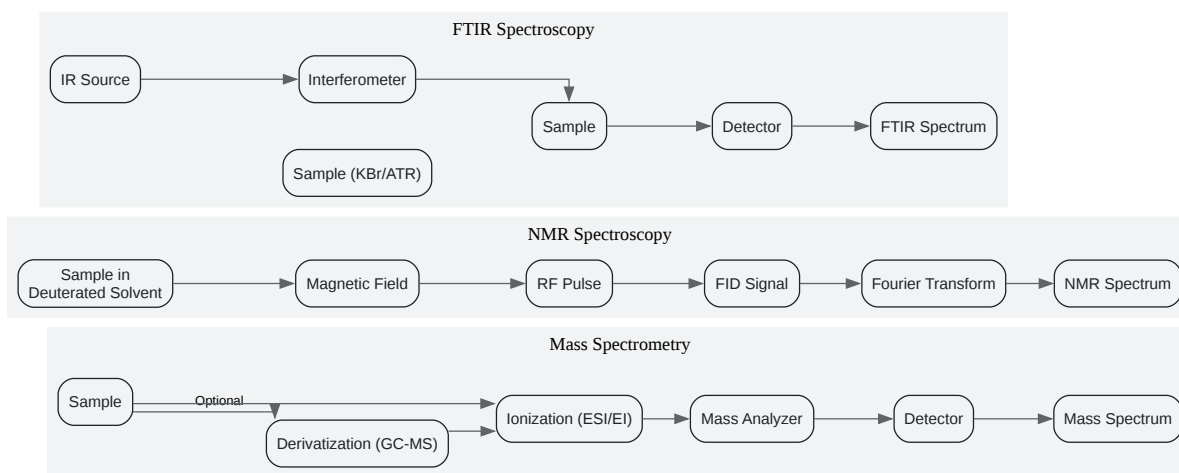 FTIR Spectroscopy
IR Source
Interferometer
Sample
Detector
FTIR Spectrum
Sample (KBr/ATR)
NMR Spectroscopy
Sample in
Deuterated Solvent
Magnetic Field
RF Pulse
FID Signal
Fourier Transform
NMR Spectrum
Mass Spectrometry
Sample
Optional
Derivatization (GC-MS)
Ionization (ESI/EI)
Mass Analyzer
Detector
Mass Spectrum